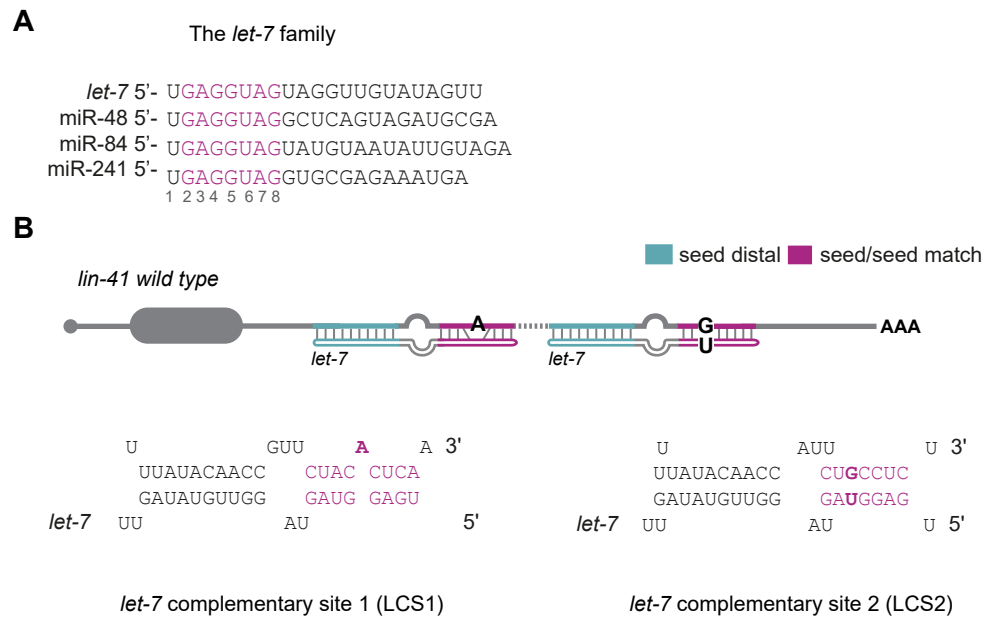 A
The let-7 family
let-7 5'- UGAGGUAGUAGGUUGUAUAGUU
miR-48 5'- UGAGGUAGGCUCAGUAGAUGCGA
miR-84 5'- UGAGGUAGUAUGUAAUAUUGUAGA
miR-241 5'- UGAGGUAGGUGCGAGAAAUGA
1 2 3 4 5 6 7 8
B
seed distal seed/seed match
lin-41 wild type
A G AAA
U
let-7 let-7
U GUU A A 3'
UUAUACAACC CUAC CUCA
GAUAUGUUGG GAUG GAGU
let-7 UU AU 5'
let-7 complementary site 1 (LCS1)
U AUU U 3'
UUAUACAACC CUGCCUC
GAUAUGUUGG GAUGGAG
let-7 UU AU U 5'
let-7 complementary site 2 (LCS2)